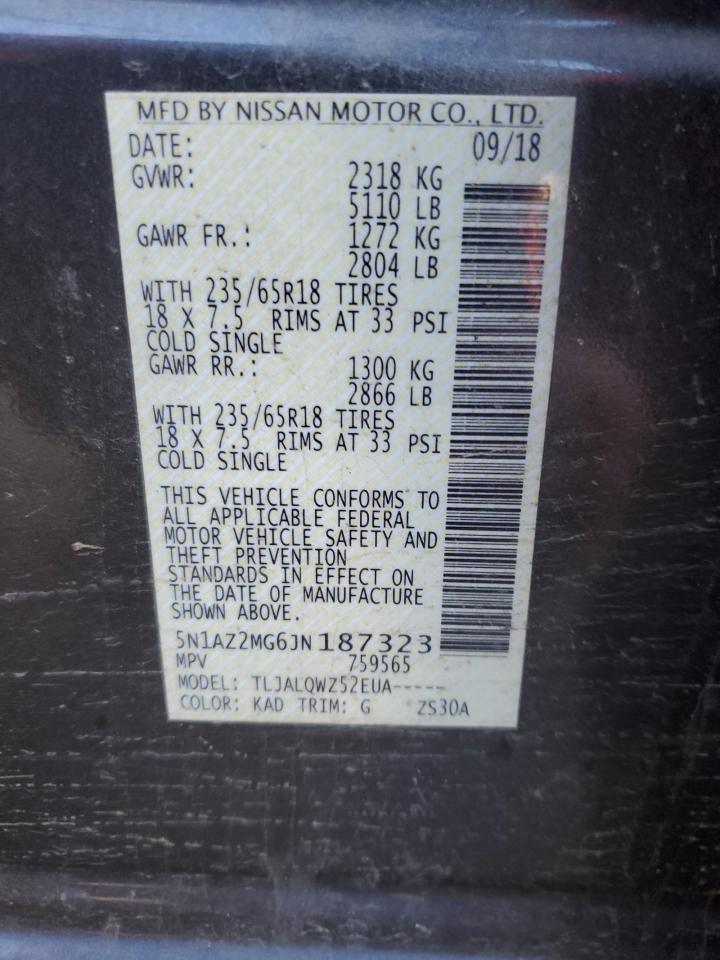 MFD BY NISSAN MOTOR CO., LTD.
DATE: 09/18
GVWR: 2318 KG
5110 LB
GAWR FR.: 1272 KG
2804 LB
WITH 235/65R18 TIRES
18 X 7.5 RIMS AT 33 PSI
COLD SINGLE
GAWR RR.: 1300 KG
2866 LB
WITH 235/65R18 TIRES
18 X 7.5 RIMS AT 33 PSI
COLD SINGLE
THIS VEHICLE CONFORMS TO
ALL APPLICABLE FEDERAL
MOTOR VEHICLE SAFETY AND
THEFT PREVENTION
STANDARDS IN EFFECT ON
THE DATE OF MANUFACTURE
SHOWN ABOVE.
5N1AZ2MG6JN187323
MPV 759565
MODEL: TLJALQWZ52EUA-----
COLOR: KAD TRIM: G ZS30A